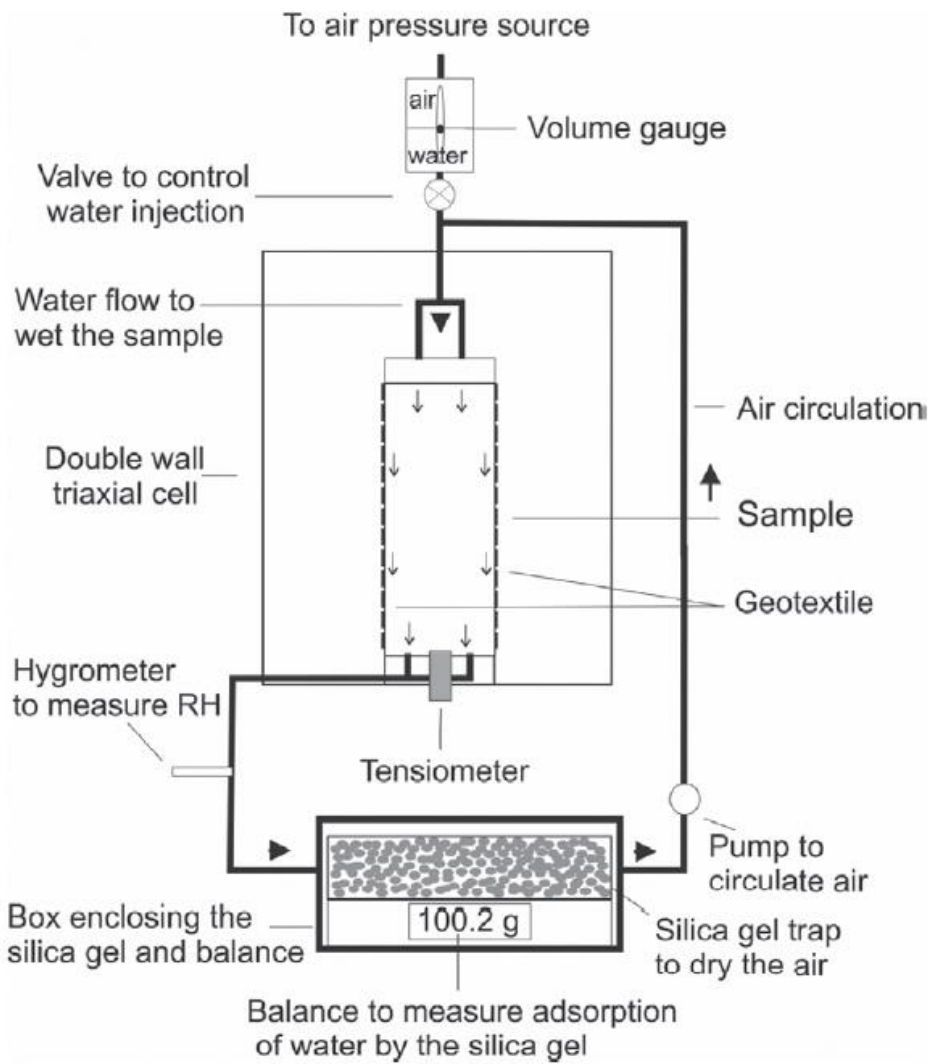 To air pressure source
air
water
Volume gauge
Valve to control
water injection
Water flow to
wet the sample
Air circulation
Double wall
triaxial cell
Sample
Geotextile
Hygrometer
to measure RH
Tensiometer
Pump to
circulate air
Box enclosing the
silica gel and balance
100.2 g
Silica gel trap
to dry the air
Balance to measure adsorption
of water by the silica gel